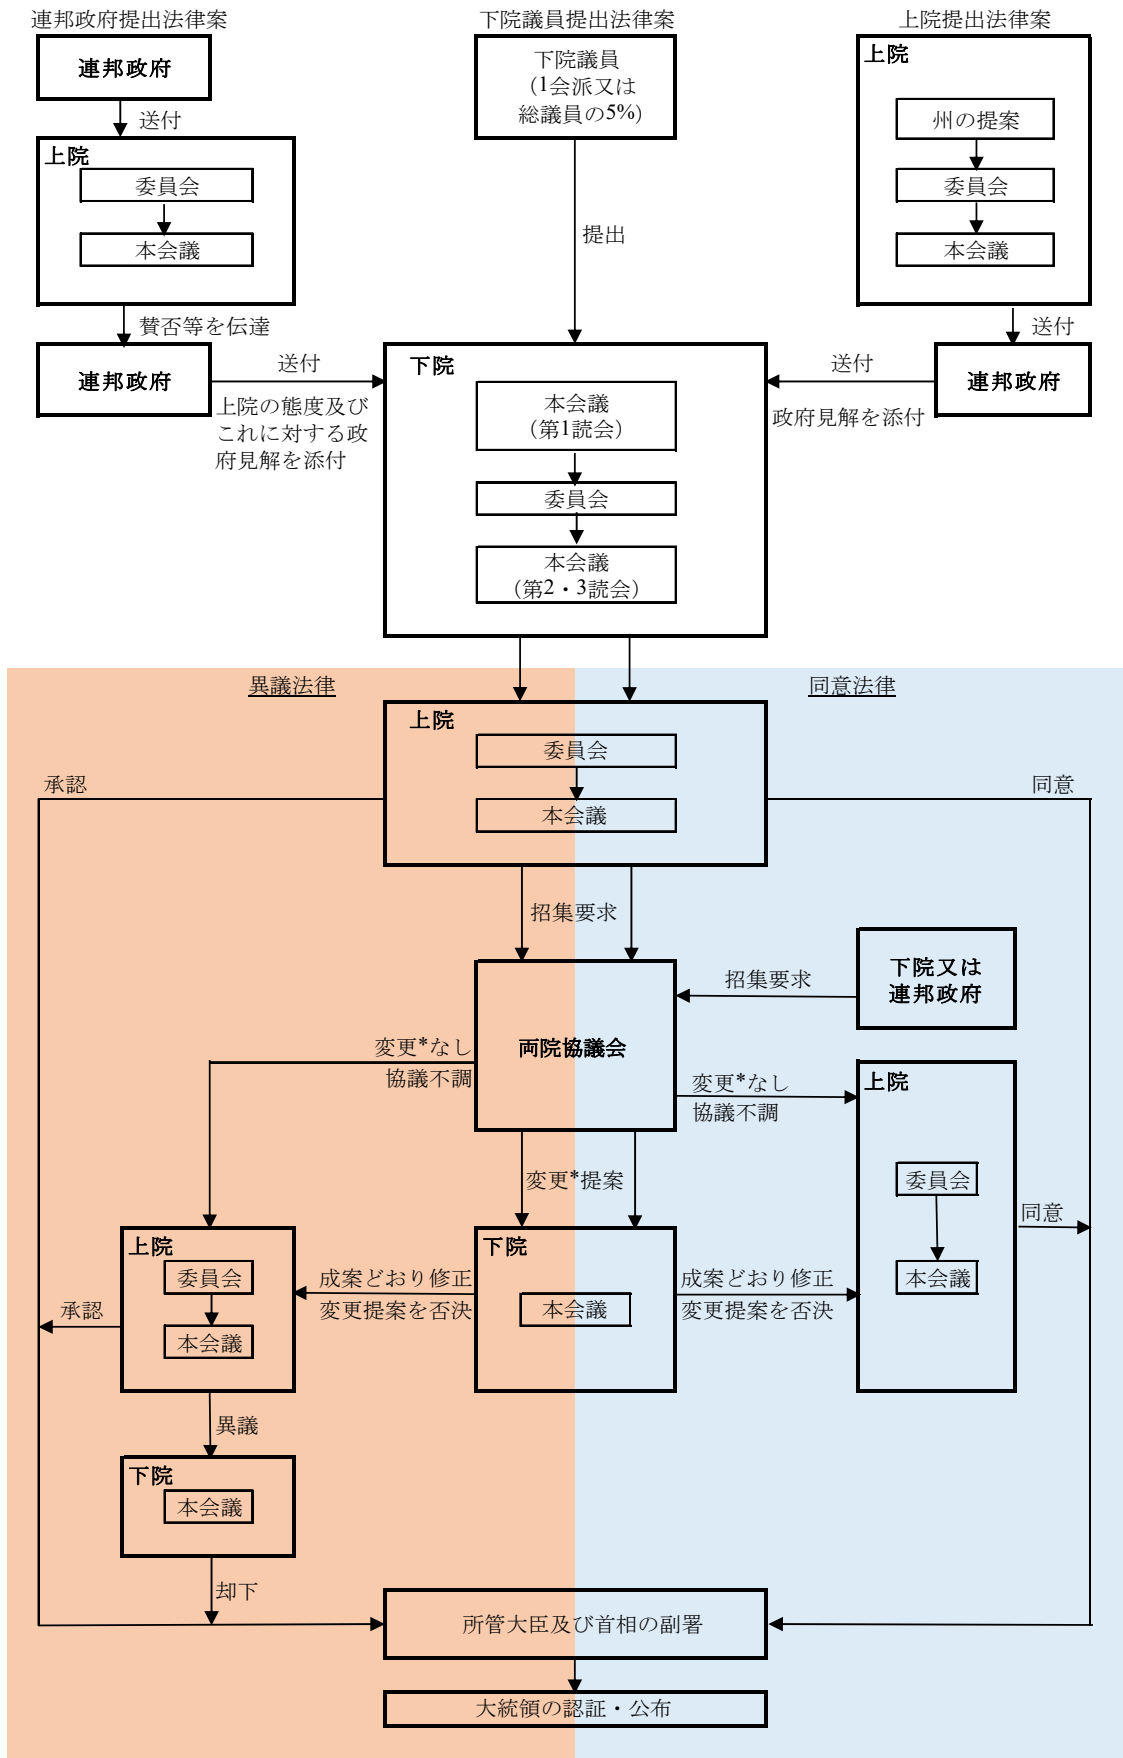 連邦政府提出法律案
下院議員提出法律案
上院提出法律案
連邦政府
送付
上院
委員会
本会議
賛否等を伝達
連邦政府
送付
上院の態度及び
これに対する政
府見解を添付
下院議員
（1会派又は
総議員の5%）
提出
上院
州の提案
委員会
本会議
送付
連邦政府
送付
政府見解を添付
下院
本会議
（第1読会）
委員会
本会議
（第2・3読会）
異議法律
同意法律
上院
委員会
本会議
承認
同意
招集要求
下院又は
連邦政府
招集要求
両院協議会
変更*なし
協議不調
変更*なし
協議不調
上院
委員会
本会議
同意
変更*提案
下院
本会議
成案どおり修正
変更提案を否決
成案どおり修正
変更提案を否決
上院
委員会
本会議
承認
異議
下院
本会議
却下
所管大臣及び首相の副署
大統領の認証・公布